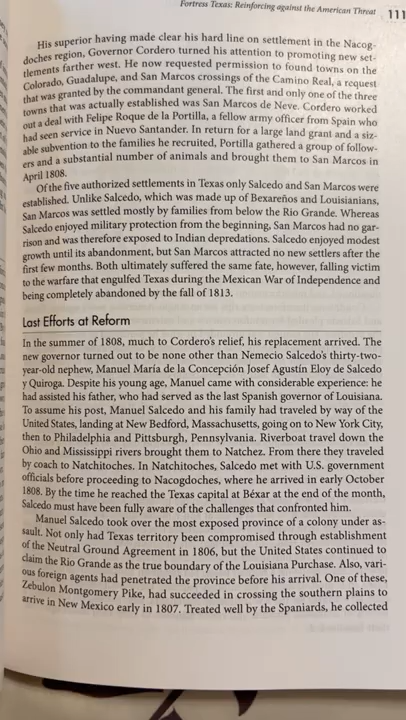 Fortress Texas: Reinforcing against the American Threat 111
His superior having made clear his hard line on settlement in the Nacog-
doches region, Governor Cordero turned his attention to promoting new set-
tlements farther west. He now requested permission to found towns on the
Colorado, Guadalupe, and San Marcos crossings of the Camino Real, a request
that was granted by the commandant general. The first and only one of the three
towns that was actually established was San Marcos de Neve. Cordero worked
out a deal with Felipe Roque de la Portilla, a fellow army officer from Spain who
had seen service in Nuevo Santander. In return for a large land grant and a siz-
able subvention to the families he recruited, Portilla gathered a group of follow-
ers and a substantial number of animals and brought them to San Marcos in
April 1808.
Of the five authorized settlements in Texas only Salcedo and San Marcos were
established. Unlike Salcedo, which was made up of Bexareños and Louisianians,
San Marcos was settled mostly by families from below the Rio Grande. Whereas
Salcedo enjoyed military protection from the beginning, San Marcos had no gar-
rison and was therefore exposed to Indian depredations. Salcedo enjoyed modest
growth until its abandonment, but San Marcos attracted no new settlers after the
first few months. Both ultimately suffered the same fate, however, falling victim
to the warfare that engulfed Texas during the Mexican War of Independence and
being completely abandoned by the fall of 1813.
Last Efforts at Reform
In the summer of 1808, much to Cordero's relief, his replacement arrived. The
new governor turned out to be none other than Nemecio Salcedo's thirty-two-
year-old nephew, Manuel María de la Concepción Josef Agustín Eloy de Salcedo
y Quiroga. Despite his young age, Manuel came with considerable experience: he
had assisted his father, who had served as the last Spanish governor of Louisiana.
To assume his post, Manuel Salcedo and his family had traveled by way of the
United States, landing at New Bedford, Massachusetts, going on to New York City,
then to Philadelphia and Pittsburgh, Pennsylvania. Riverboat travel down the
Ohio and Mississippi rivers brought them to Natchez. From there they traveled
by coach to Natchitoches. In Natchitoches, Salcedo met with U.S. government
officials before proceeding to Nacogdoches, where he arrived in early October
1808. By the time he reached the Texas capital at Béxar at the end of the month,
Salcedo must have been fully aware of the challenges that confronted him.
Manuel Salcedo took over the most exposed province of a colony under as-
sault. Not only had Texas territory been compromised through establishment
of the Neutral Ground Agreement in 1806, but the United States continued to
claim the Rio Grande as the true boundary of the Louisiana Purchase. Also, vari-
ous foreign agents had penetrated the province before his arrival. One of these,
Zebulon Montgomery Pike, had succeeded in crossing the southern plains to
arrive in New Mexico early in 1807. Treated well by the Spaniards, he collected